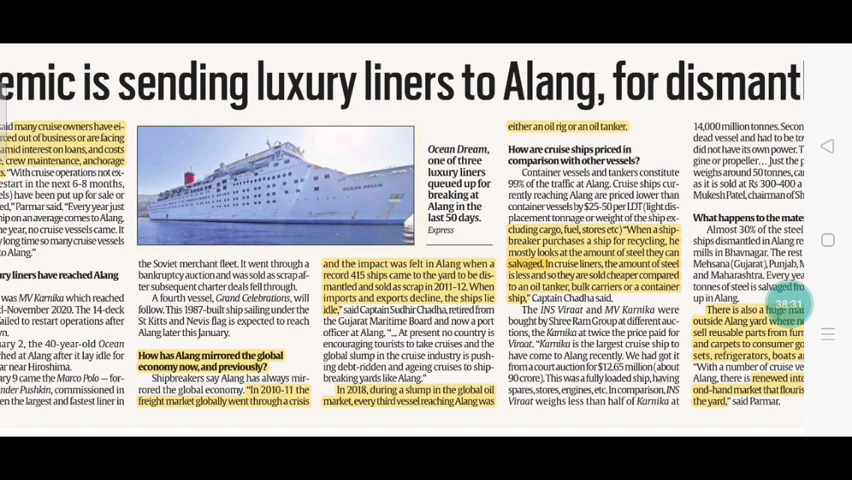 emic is sending luxury liners to Alang, for dismantl
said many cruise owners have ei-
rced out of business or are facing
amid interest on loans, and costs
, crew maintenance, anchorage
s. "With cruise operations not ex-
restart in the next 6-8 months,
els) have been put up for sale or
ed," Parmar said. "Every year just
hip on an average comes to Alang.
he year, no cruise vessels came. It
y long time so many cruise vessels
to Alang."
ury liners have reached Alang
was MV Karnika which reached
d-November 2020. The 14-deck
failed to restart operations after
n.
uary 2, the 40-year-old Ocean
ched at Alang after it lay idle for
ar near Hiroshima.
ary 9 came the Marco Polo — for-
ander Pushkin, commissioned in
en the largest and fastest liner in
OCEAN DREAM
Ocean Dream,
one of three
luxury liners
queued up for
breaking at
Alang in the
last 50 days.
Express
the Soviet merchant fleet. It went through a
bankruptcy auction and was sold as scrap af-
ter subsequent charter deals fell through.
A fourth vessel, Grand Celebrations, will
follow. This 1987-built ship sailing under the
St Kitts and Nevis flag is expected to reach
Alang later this January.
How has Alang mirrored the global
economy now, and previously?
Shipbreakers say Alang has always mir-
rored the global economy. "In 2010-11 the
freight market globally went through a crisis
and the impact was felt in Alang when a
record 415 ships came to the yard to be dis-
mantled and sold as scrap in 2011-12. When
imports and exports decline, the ships lie
idle," said Captain Sudhir Chadha, retired from
the Gujarat Maritime Board and now a port
officer at Alang, "... At present no country is
encouraging tourists to take cruises and the
global slump in the cruise industry is push-
ing debt-ridden and ageing cruises to ship-
breaking yards like Alang."
In 2018, during a slump in the global oil
market, every third vessel reaching Alang was
either an oil rig or an oil tanker.
How are cruise ships priced in
comparison with other vessels?
Container vessels and tankers constitute
99% of the traffic at Alang. Cruise ships cur-
rently reaching Alang are priced lower than
container vessels by $25-50 per LDT (light dis-
placement tonnage or weight of the ship ex-
cluding cargo, fuel, stores etc) "When a ship-
breaker purchases a ship for recycling, he
mostly looks at the amount of steel they can
salvaged. In cruise liners, the amount of steel
is less and so they are sold cheaper compared
to an oil tanker, bulk carriers or a container
ship," Captain Chadha said.
The INS Viraat and MV Karnika were
bought by Shree Ram Group at different auc-
tions, the Karnika at twice the price paid for
Viraat. "Karnika is the largest cruise ship to
have come to Alang recently. We had got it
from a court auction for $12.65 million (about
90 crore). This was a fully loaded ship, having
spares, stores, engines, etc. In comparison, INS
Viraat weighs less than half of Karnika at
14,000 million tonnes. Secon
dead vessel and had to be to
did not have its own power. T
gine or propeller... Just the p
weighs around 50 tonnes, ca
as it is sold at Rs 300-400 a
Mukesh Patel, chairman of Sh
What happens to the mate
Almost 30% of the steel
ships dismantled in Alang re
mills in Bhavnagar. The rest
Mehsana (Gujarat), Punjab, M
and Maharashtra. Every yea
tonnes of steel is salvaged fr
up in Alang.
There is also a huge mar
outside Alang yard where no
sell reusable parts from furn
and carpets to consumer go
sets, refrigerators, boats a
"With a number of cruise ve
Alang, there is renewed inte
ond-hand market that flouris
the yard," said Parmar.
38:31